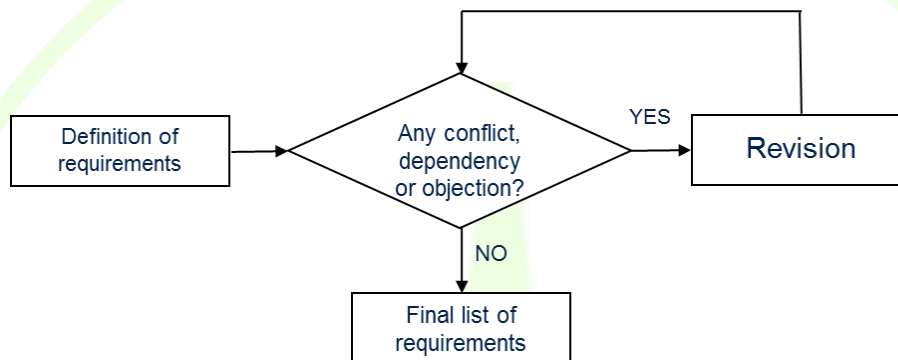 Definition of
requirements
Any conflict,
dependency
or objection?
YES
Revision
NO
Final list of
requirements